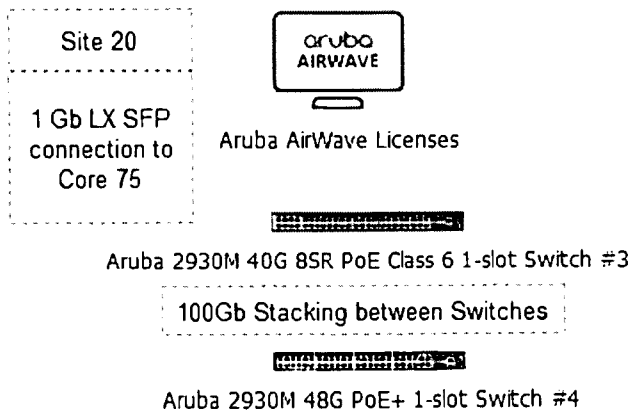 Site 20
1 Gb LX SFP
connection to
Core 75
aruba
AIRWAVE
Aruba AirWave Licenses
Aruba 2930M 40G 8SR PoE Class 6 1-slot Switch #3
100Gb Stacking between Switches
Aruba 2930M 48G PoE+ 1-slot Switch #4